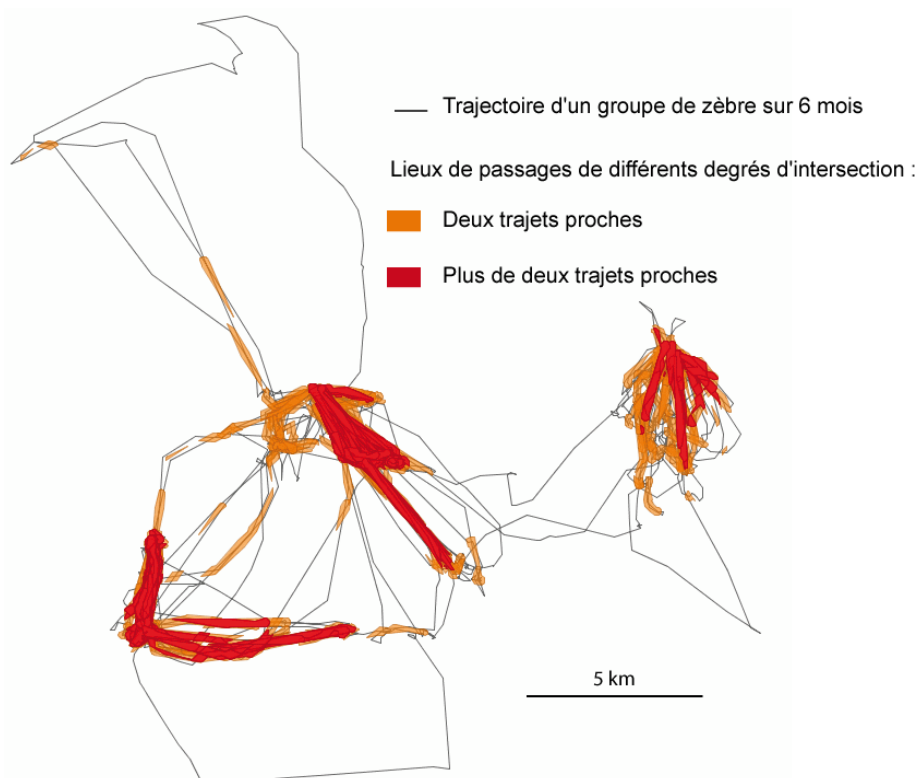 Trajectoire d'un groupe de zèbre sur 6 mois
Lieux de passages de différents degrés d'intersection :
Deux trajets proches
Plus de deux trajets proches
5 km